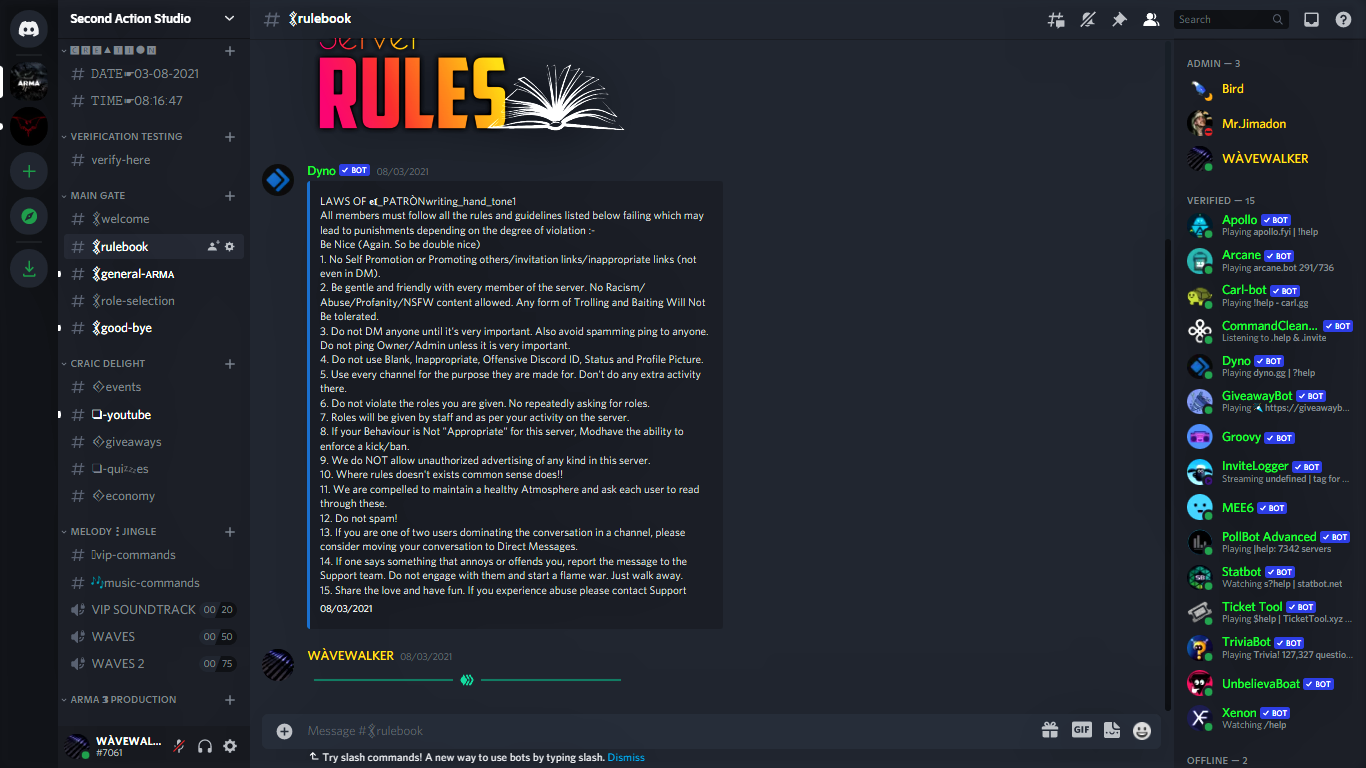 Second Action Studio
🅲🆁🅴🅰🆃🅸🅾🅽
DATE☛03-08-2021
TIME☛08:16:47
VERIFICATION TESTING
verify-here
MAIN GATE
welcome
rulebook
general-ᴀʀᴍᴀ
role-selection
good-bye
CRAIC DELIGHT
events
-youtube
giveaways
-quizzes
economy
MELODY ⋮ JINGLE
vip-commands
music-commands
VIP SOUNDTRACK 00 20
WAVES 00 50
WAVES 2 00 75
ARMA 3 PRODUCTION
WÀVEWAL...
#7061
ARMA
rulebook
Search
Server
RULES
Dyno BOT 08/03/2021
LAWS OF eI_PATRÒNwriting_hand_tone1
All members must follow all the rules and guidelines listed below failing which may
lead to punishments depending on the degree of violation :-
Be Nice (Again. So be double nice)
1. No Self Promotion or Promoting others/invitation links/inappropriate links (not
even in DM).
2. Be gentle and friendly with every member of the server. No Racism/
Abuse/Profanity/NSFW content allowed. Any form of Trolling and Baiting Will Not
Be tolerated.
3. Do not DM anyone until it's very important. Also avoid spamming ping to anyone.
Do not ping Owner/Admin unless it is very important.
4. Do not use Blank, Inappropriate, Offensive Discord ID, Status and Profile Picture.
5. Use every channel for the purpose they are made for. Don't do any extra activity
there.
6. Do not violate the roles you are given. No repeatedly asking for roles.
7. Roles will be given by staff and as per your activity on the server.
8. If your Behaviour is Not "Appropriate" for this server, Modhave the ability to
enforce a kick/ban.
9. We do NOT allow unauthorized advertising of any kind in this server.
10. Where rules doesn't exists common sense does!!
11. We are compelled to maintain a healthy Atmosphere and ask each user to read
through these.
12. Do not spam!
13. If you are one of two users dominating the conversation in a channel, please
consider moving your conversation to Direct Messages.
14. If one says something that annoys or offends you, report the message to the
Support team. Do not engage with them and start a flame war. Just walk away.
15. Share the love and have fun. If you experience abuse please contact Support
08/03/2021
WÀVEWALKER 08/03/2021
Message #rulebook
GIF
Try slash commands! A new way to use bots by typing slash. Dismiss
ADMIN — 3
Bird
Mr.Jimadon
WÀVEWALKER
VERIFIED — 15
Apollo BOT
Playing apollo.fyi | !help
Arcane BOT
Playing arcane.bot 291/736
Carl-bot BOT
Playing !help - carl.gg
CommandClean... BOT
Listening to .help & .invite
Dyno BOT
Playing dyno.gg | ?help
GiveawayBot BOT
Playing https://giveawayb...
Groovy BOT
InviteLogger BOT
Streaming undefined | tag for ...
MEE6 BOT
PollBot Advanced BOT
Playing |help: 7342 servers
Statbot BOT
Watching s?help | statbot.net
Ticket Tool BOT
Playing $help | TicketTool.xyz ...
TriviaBot BOT
Playing Trivia! 127,327 questio...
UnbelievaBoat BOT
Xenon BOT
Watching /help
OFFLINE — 2